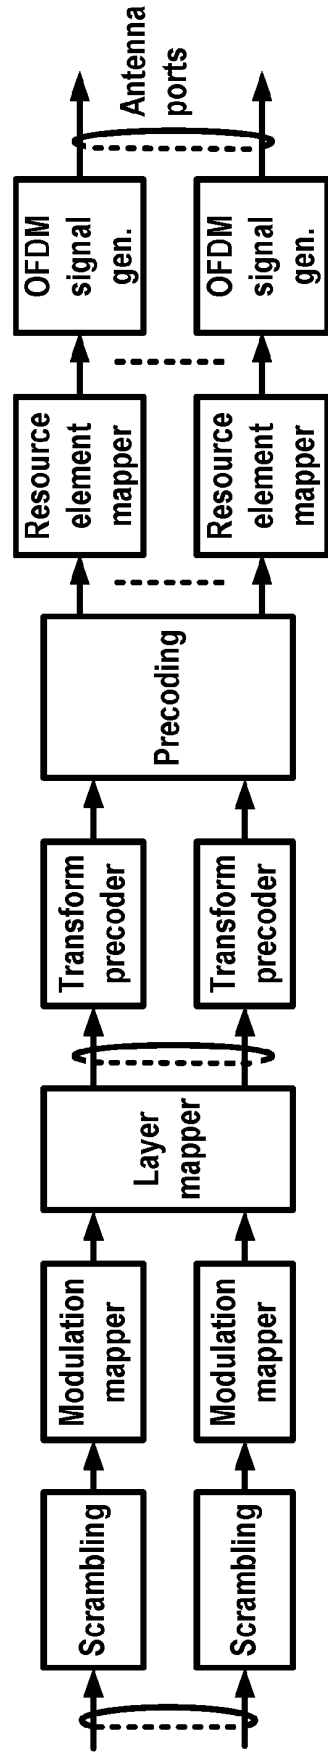 Scrambling
Modulation
mapper
Layer
mapper
Transform
precoder
Precoding
Resource
element
mapper
OFDM
signal
gen.
Antenna
ports
Scrambling
Modulation
mapper
Transform
precoder
Resource
element
mapper
OFDM
signal
gen.